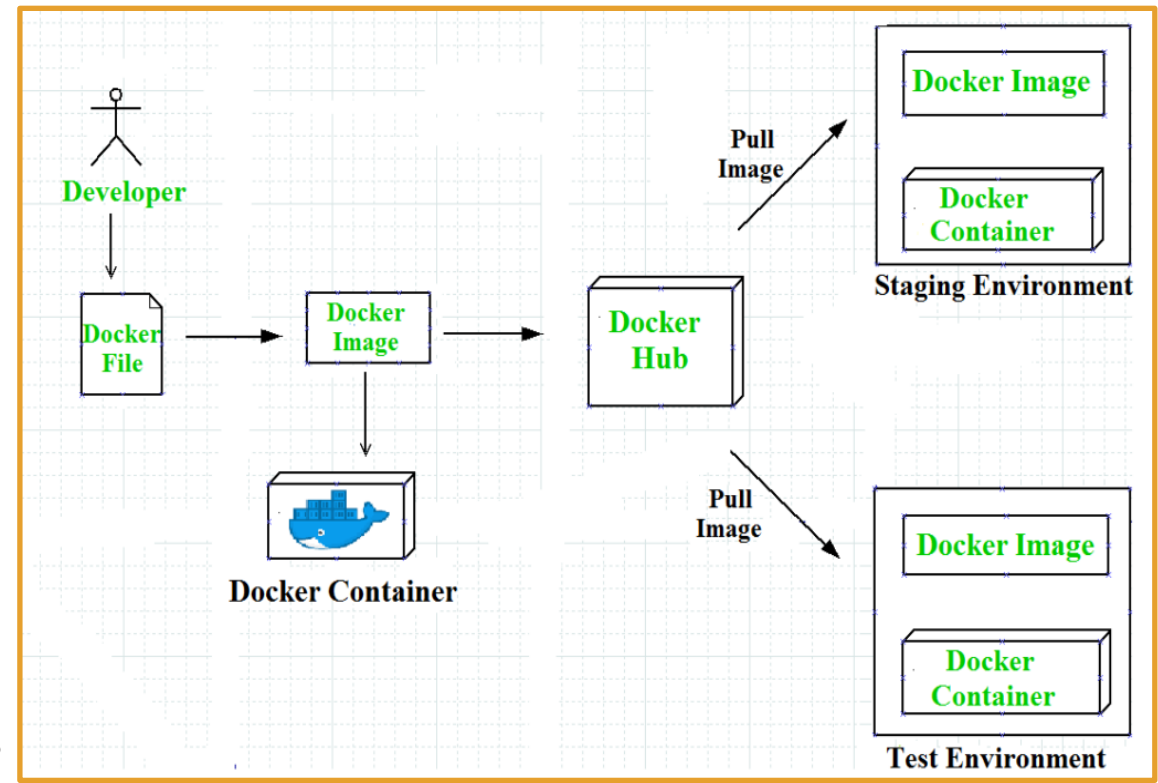 Developer
Docker
File
Docker
Image
Docker Container
Docker
Hub
Pull
Image
Docker Image
Docker
Container
Staging Environment
Pull
Image
Docker Image
Docker
Container
Test Environment